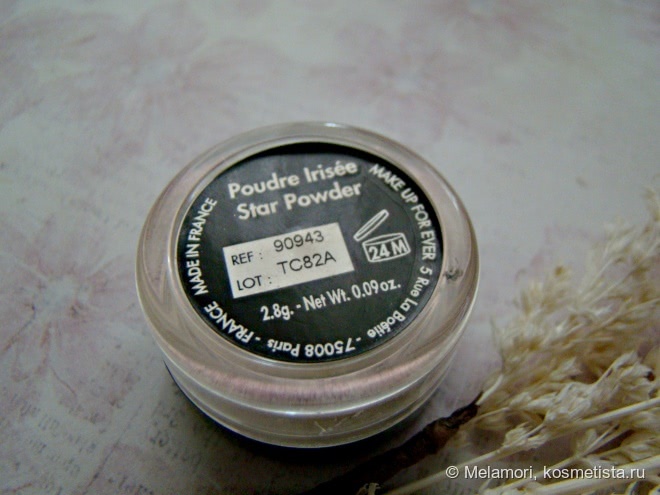 Poudre Irisée
Star Powder
REF : 90943
LOT : TC82A
24 M
2.8g. - Net Wt. 0.09oz.
MADE IN FRANCE
MAKE UP FOR EVER 5 Rue La Boétie - 75008 Paris - FRANCE
© Melamori, kosmetista.ru